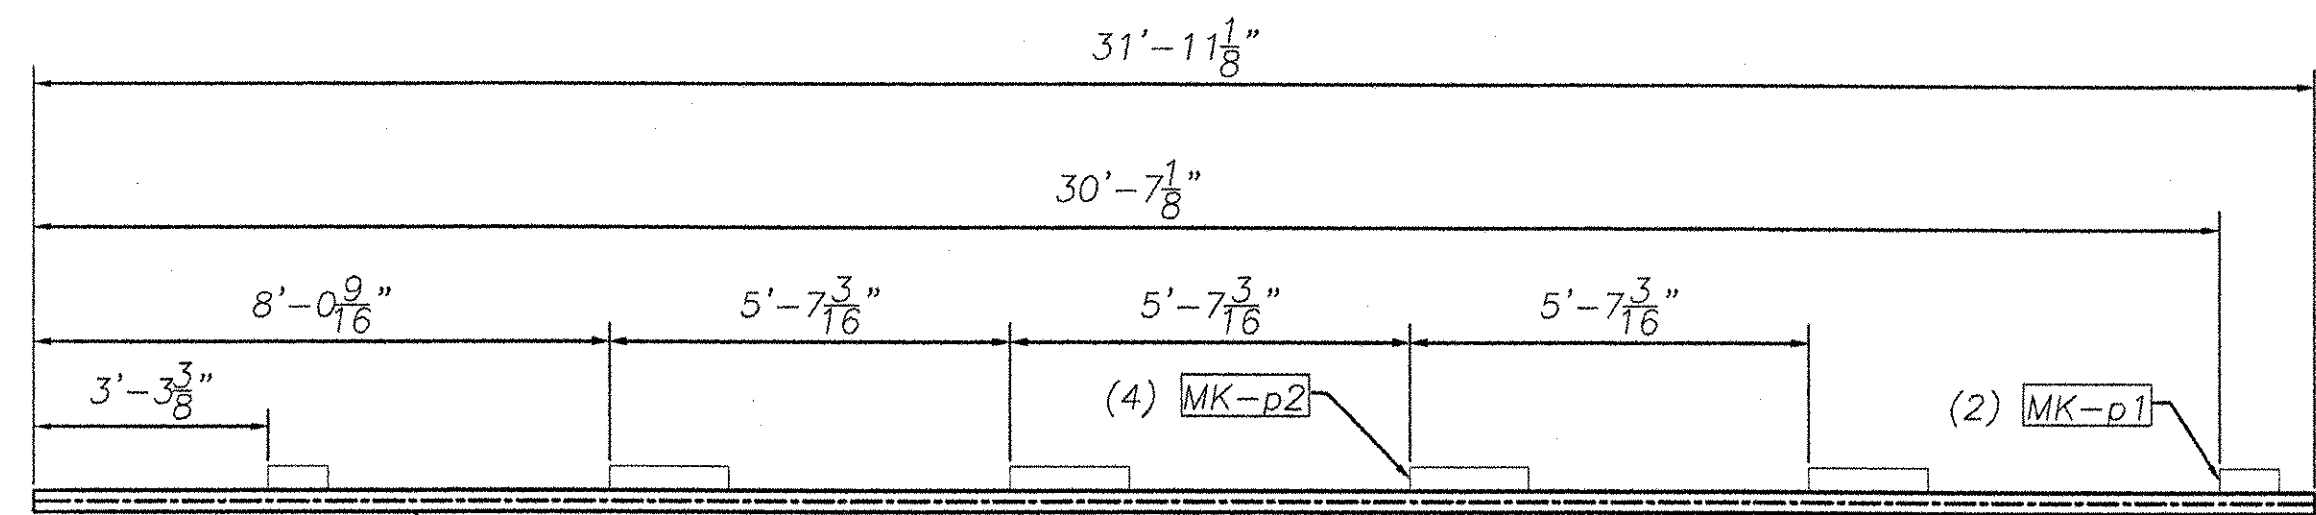 31'-11 1/8"
30'-7 1/8"
8'-0 9/16" 5'-7 3/16" 5'-7 3/16" 5'-7 3/16"
3'-3 3/8" (4) MK-p2 (2) MK-p1